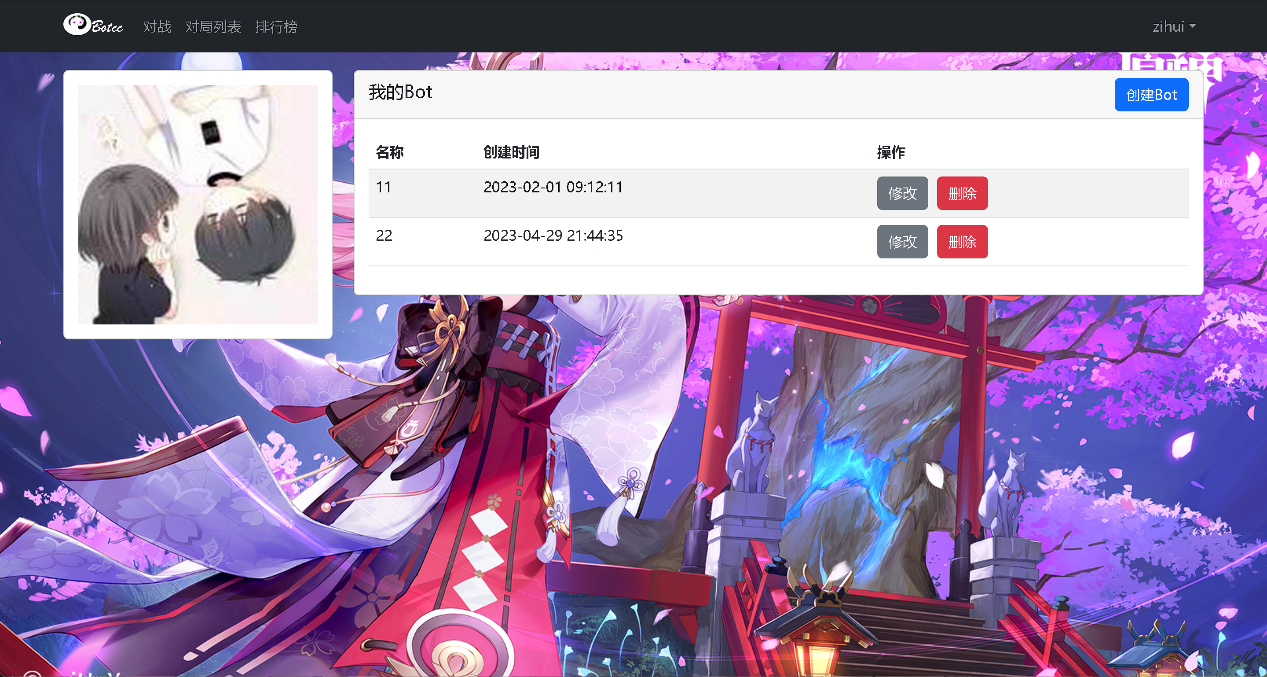 Botcc 对战 对局列表 排行榜 zihui
原神
我的Bot 创建Bot
名称 创建时间 操作
11 2023-02-01 09:12:11 修改 删除
22 2023-04-29 21:44:35 修改 删除